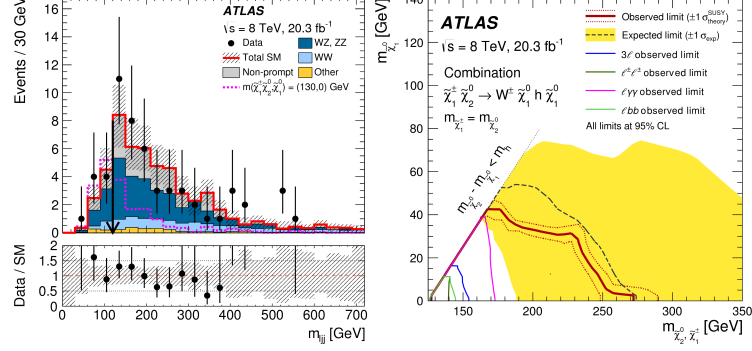 ATLAS
√s = 8 TeV, 20.3 fb⁻¹
Data
WZ, ZZ
Total SM
WW
Non-prompt
Other
m(χ̃₁±χ̃₂⁰,χ̃₁⁰) = (130,0) GeV
Events / 30 GeV
16
14
12
10
8
6
4
2
0
Data / SM
2
1.5
1
0.5
0
0 100 200 300 400 500 600 700
m_ljj [GeV]
m_χ̃₁⁰ [GeV]
140
120
100
80
60
40
20
0
ATLAS
√s = 8 TeV, 20.3 fb⁻¹
Combination
χ̃₁± χ̃₂⁰ → W± χ̃₁⁰ h χ̃₁⁰
m_χ̃₁± = m_χ̃₂⁰
m_χ̃₂⁰ - m_χ̃₁⁰ < m_h
Observed limit (±1 σ_theory^SUSY)
Expected limit (±1 σ_exp)
3ℓ observed limit
ℓ±ℓ± observed limit
ℓγγ observed limit
ℓbb observed limit
All limits at 95% CL
150 200 250 300 350
m_χ̃₂⁰, χ̃₁± [GeV]